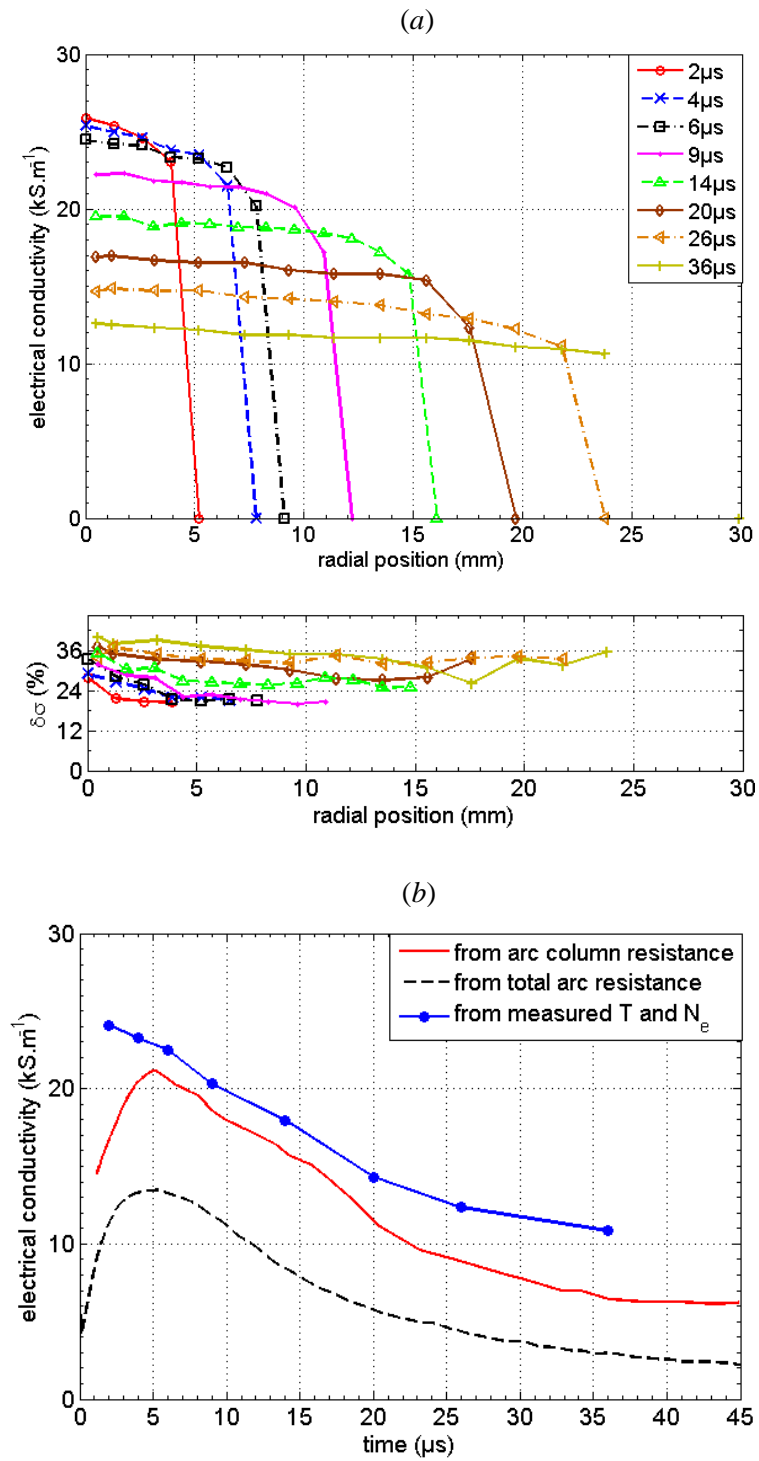 (a)
electrical conductivity (kS.m⁻¹)
30
20
10
0
0 5 10 15 20 25 30
radial position (mm)
2µs
4µs
6µs
9µs
14µs
20µs
26µs
36µs
δσ (%)
36
24
12
0
0 5 10 15 20 25 30
radial position (mm)
(b)
electrical conductivity (kS.m⁻¹)
30
20
10
0
0 5 10 15 20 25 30 35 40 45
time (µs)
from arc column resistance
from total arc resistance
from measured T and Nₑ